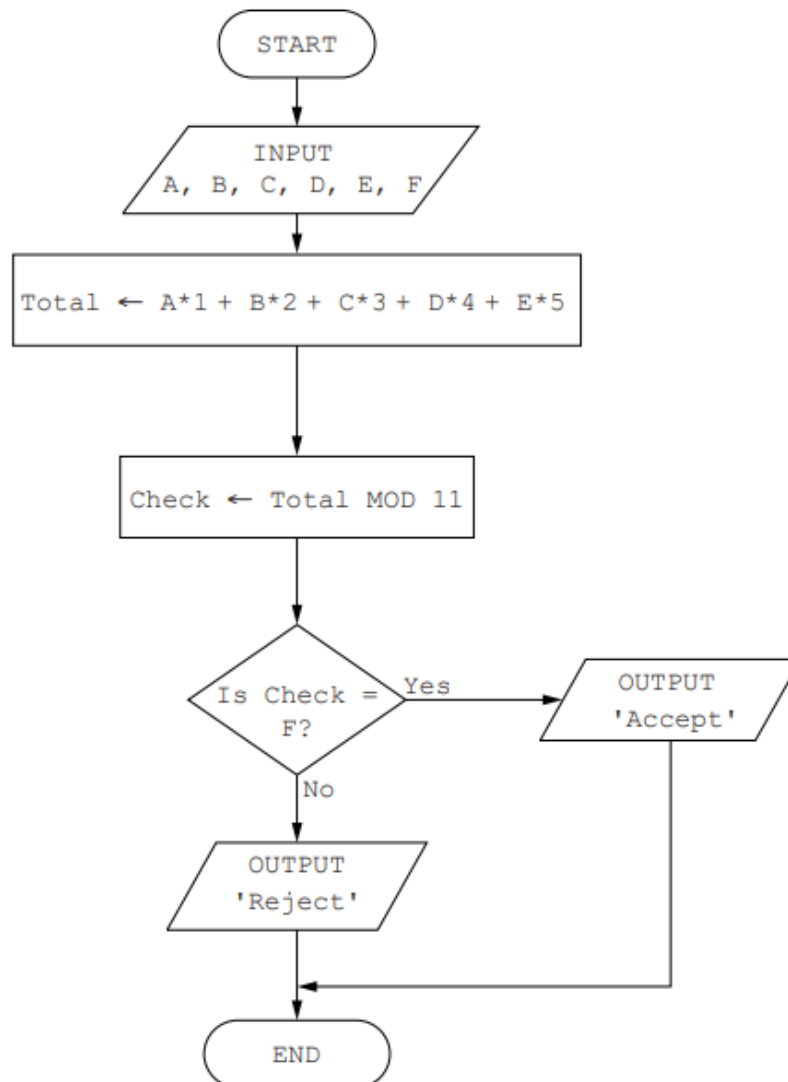 START
INPUT
A, B, C, D, E, F
Total ← A*1 + B*2 + C*3 + D*4 + E*5
Check ← Total MOD 11
Is Check =
F?
Yes
OUTPUT
'Accept'
No
OUTPUT
'Reject'
END